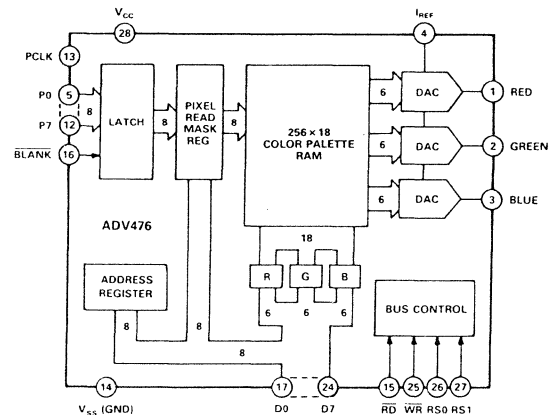 V_CC
28
I_REF
4
PCLK
13
P0
5
8
P7
12
BLANK
16
LATCH
8
PIXEL
READ
MASK
REG
8
256 × 18
COLOR PALETTE
RAM
6
DAC
1
RED
6
DAC
2
GREEN
6
DAC
3
BLUE
ADV476
18
R
G
B
ADDRESS
REGISTER
6
6
6
8
8
8
BUS CONTROL
14
17
24
15
25
26
27
V_SS (GND)
D0
D7
RD
WR
RS0
RS1